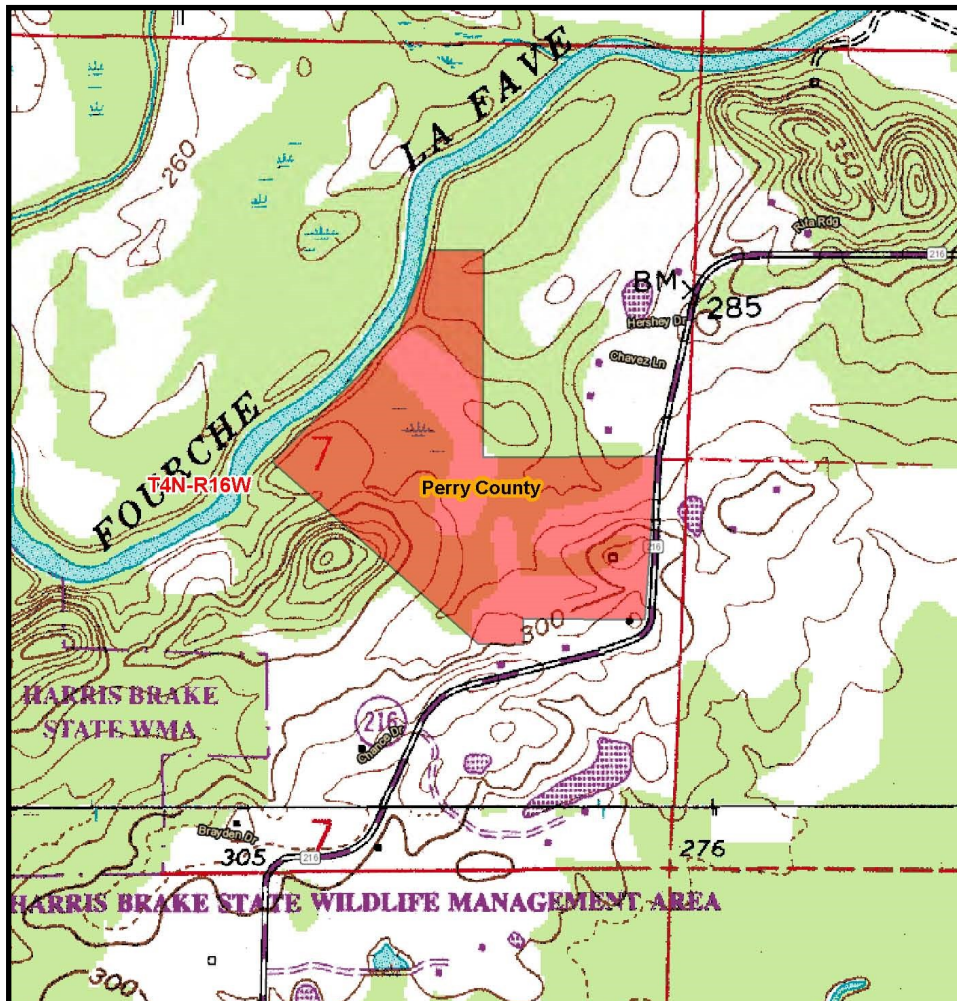 LA FAVE
260
350
Rifa Rdg
216
BM
285
Hershey Dr
Chavez Ln
FOURCHE
7
T4N-R16W
Perry County
216
300
HARRIS BRAKE
STATE WMA
216
Chance Dr
Brayden Dr
7
305
216
276
HARRIS BRAKE STATE WILDLIFE MANAGEMENT AREA
300